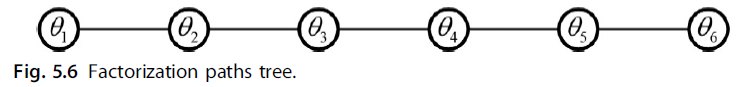 θ₁ θ₂ θ₃ θ₄ θ₅ θ₆
Fig. 5.6 Factorization paths tree.